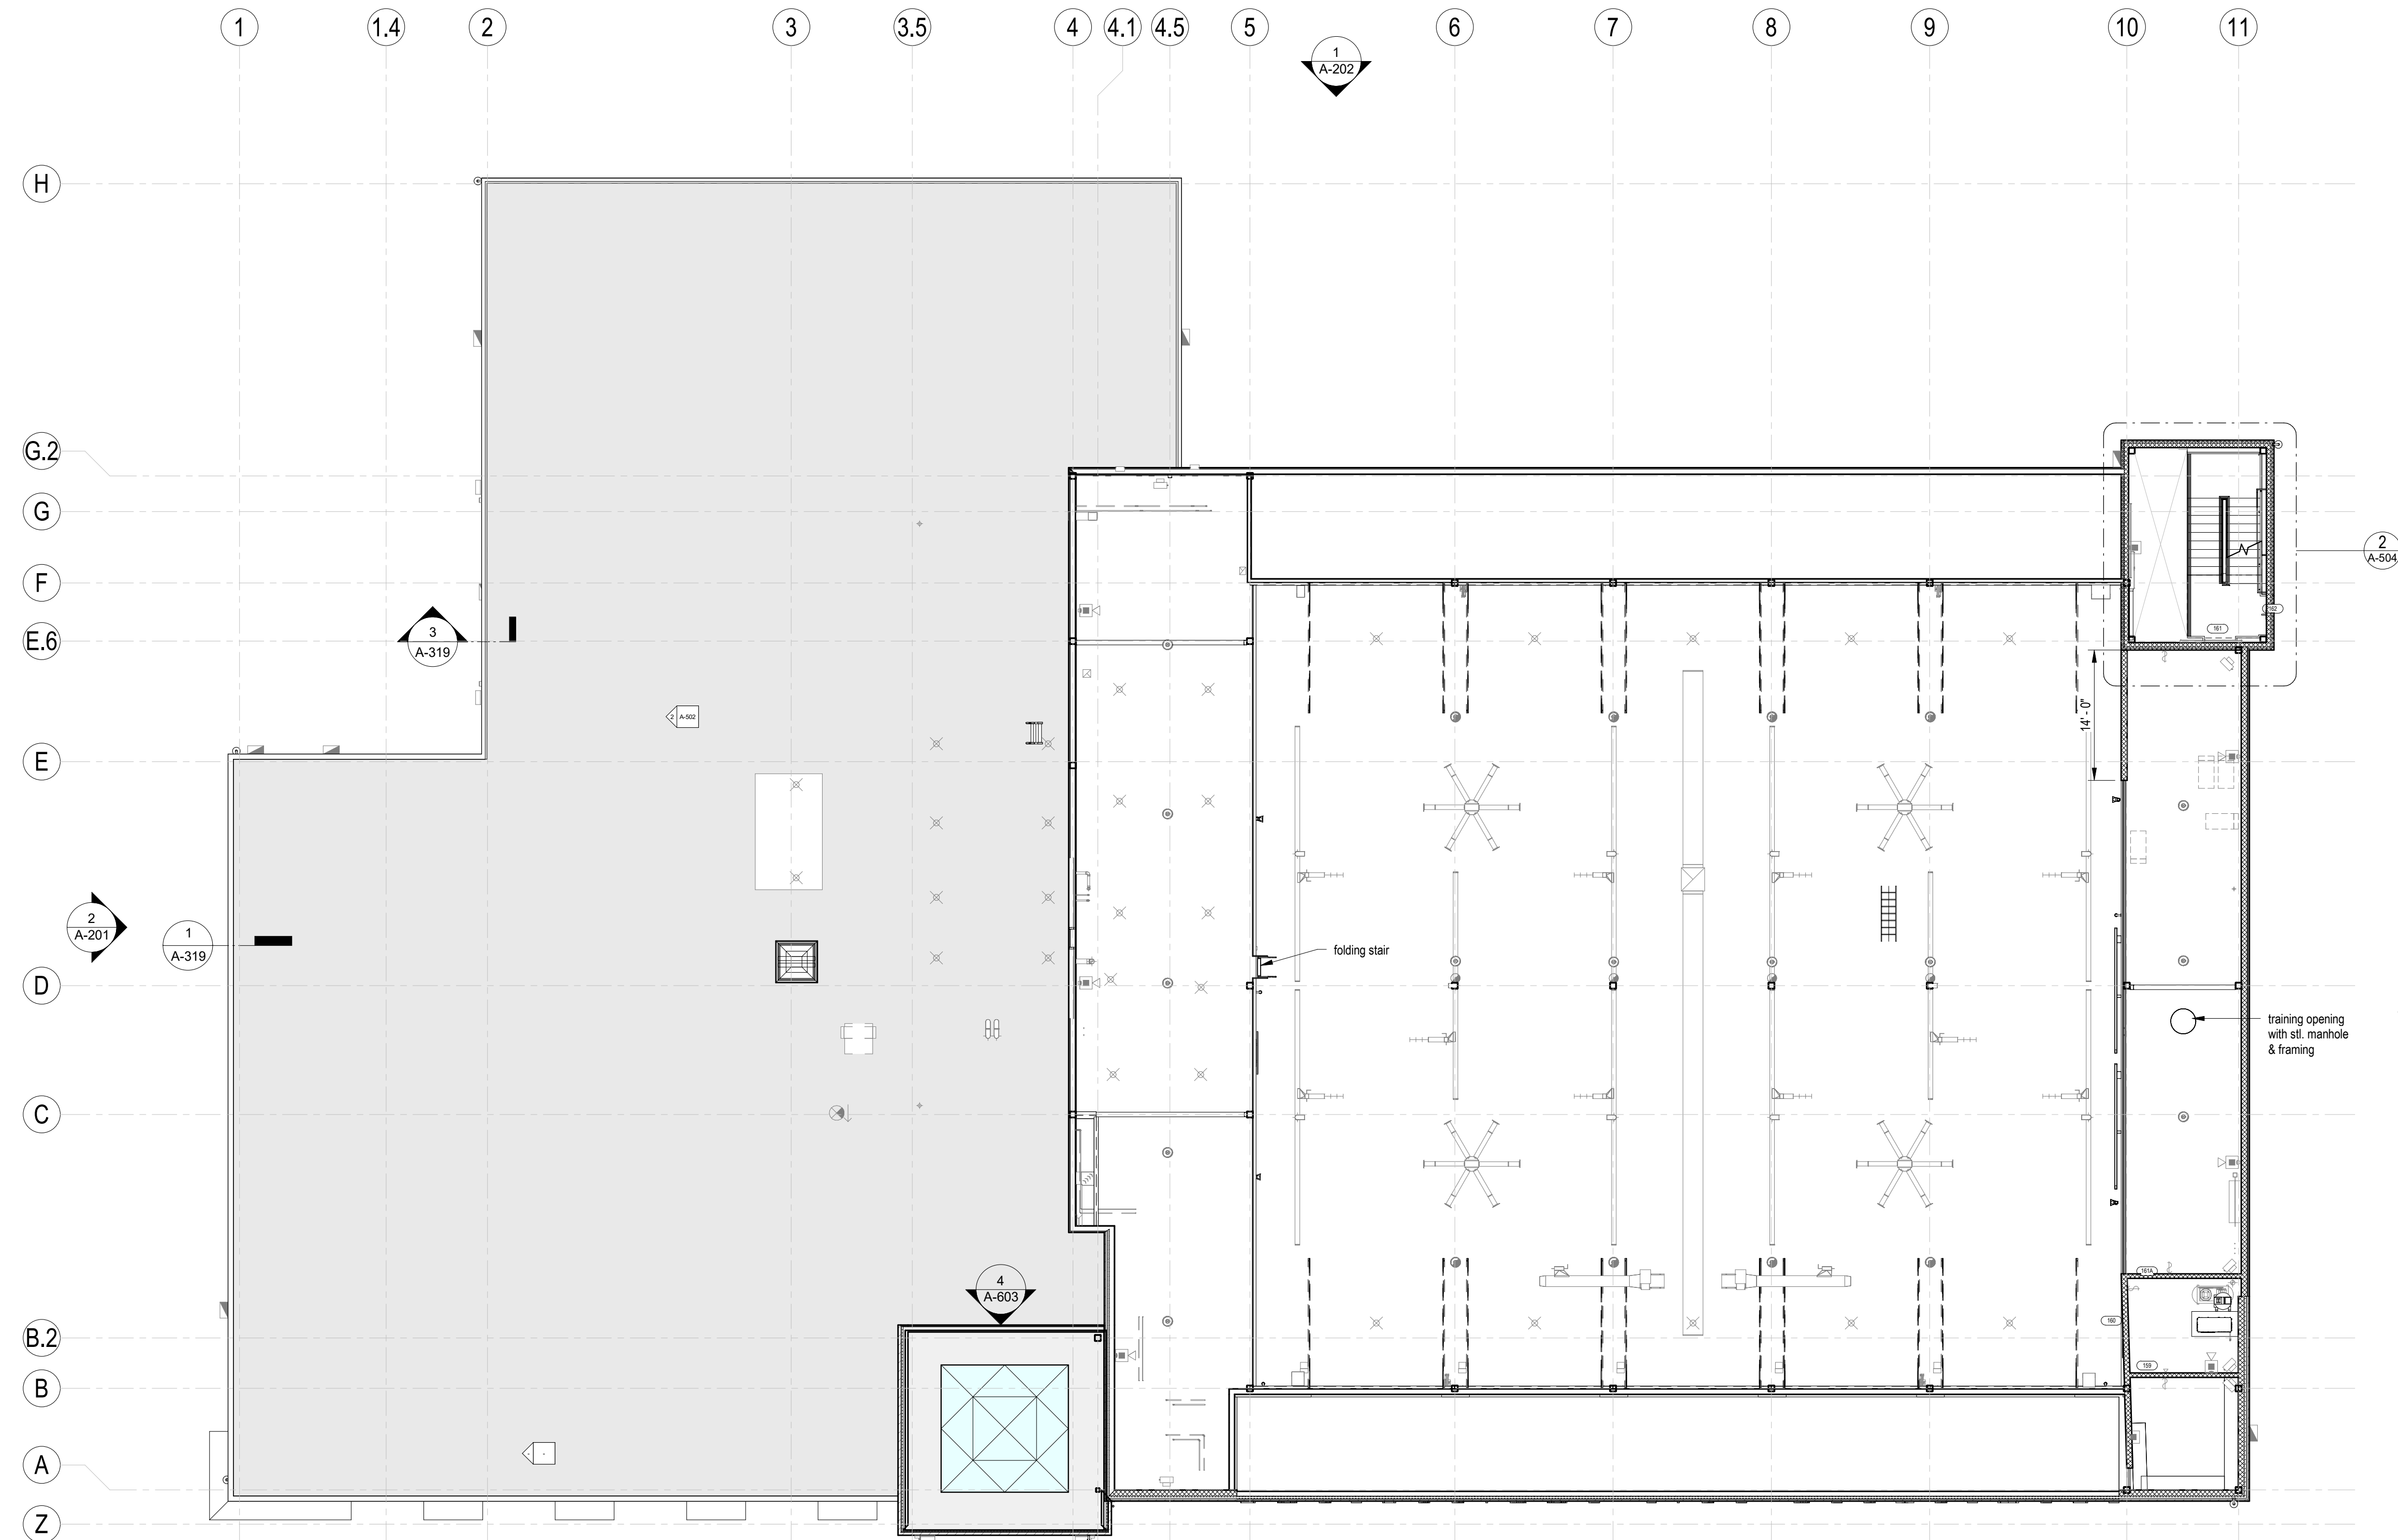 1
1.4
2
3
3.5
4
4.1
4.5
5
6
7
8
9
10
11
1
A-202
H
G.2
G
F
E.6
E
D
C
B.2
B
A
Z
2
A-504
162
161
3
A-319
2 A-502
14' - 0"
2
A-201
1
A-319
folding stair
training opening
with stl. manhole
& framing
161A
4
A-603
160
159
- -